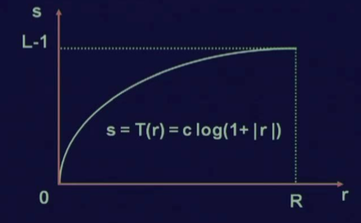 s
L-1
s = T(r) = c log(1+ |r |)
0
R
r